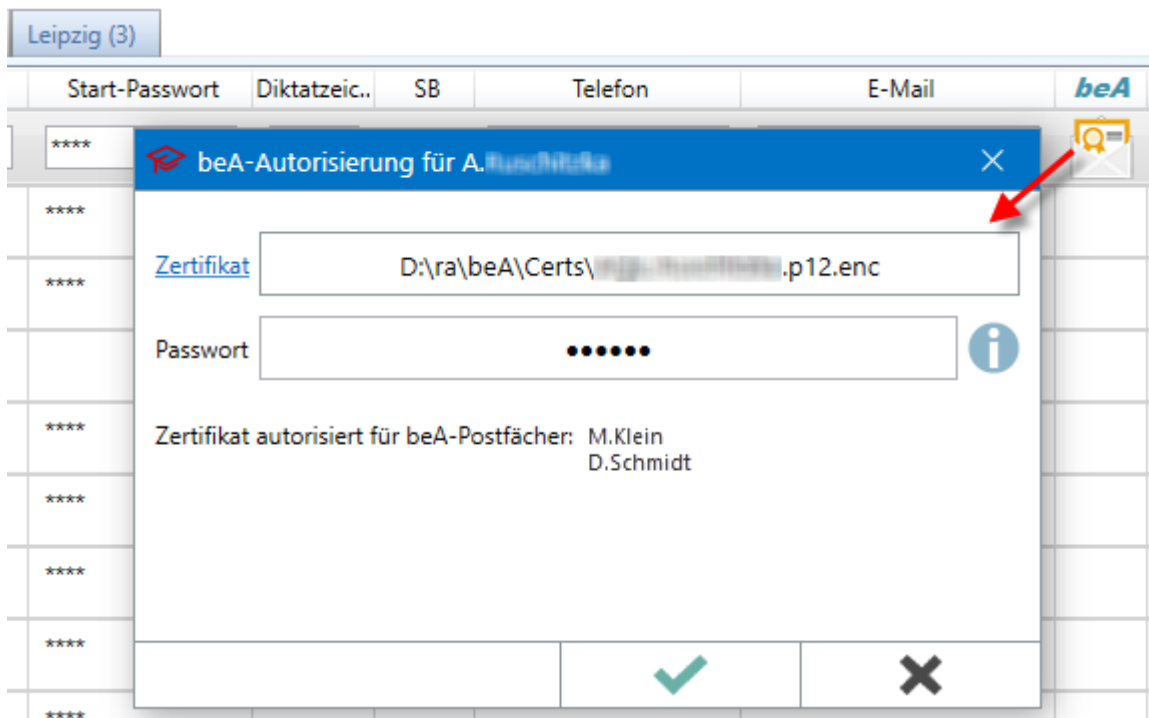 Leipzig (3)
Start-Passwort Diktatzeic.. SB Telefon E-Mail beA
****
beA-Autorisierung für A.
****
Zertifikat D:\ra\beA\Certs\ .p12.enc
****
Passwort ••••••
****
Zertifikat autorisiert für beA-Postfächer: M.Klein
D.Schmidt
****
****
****
****